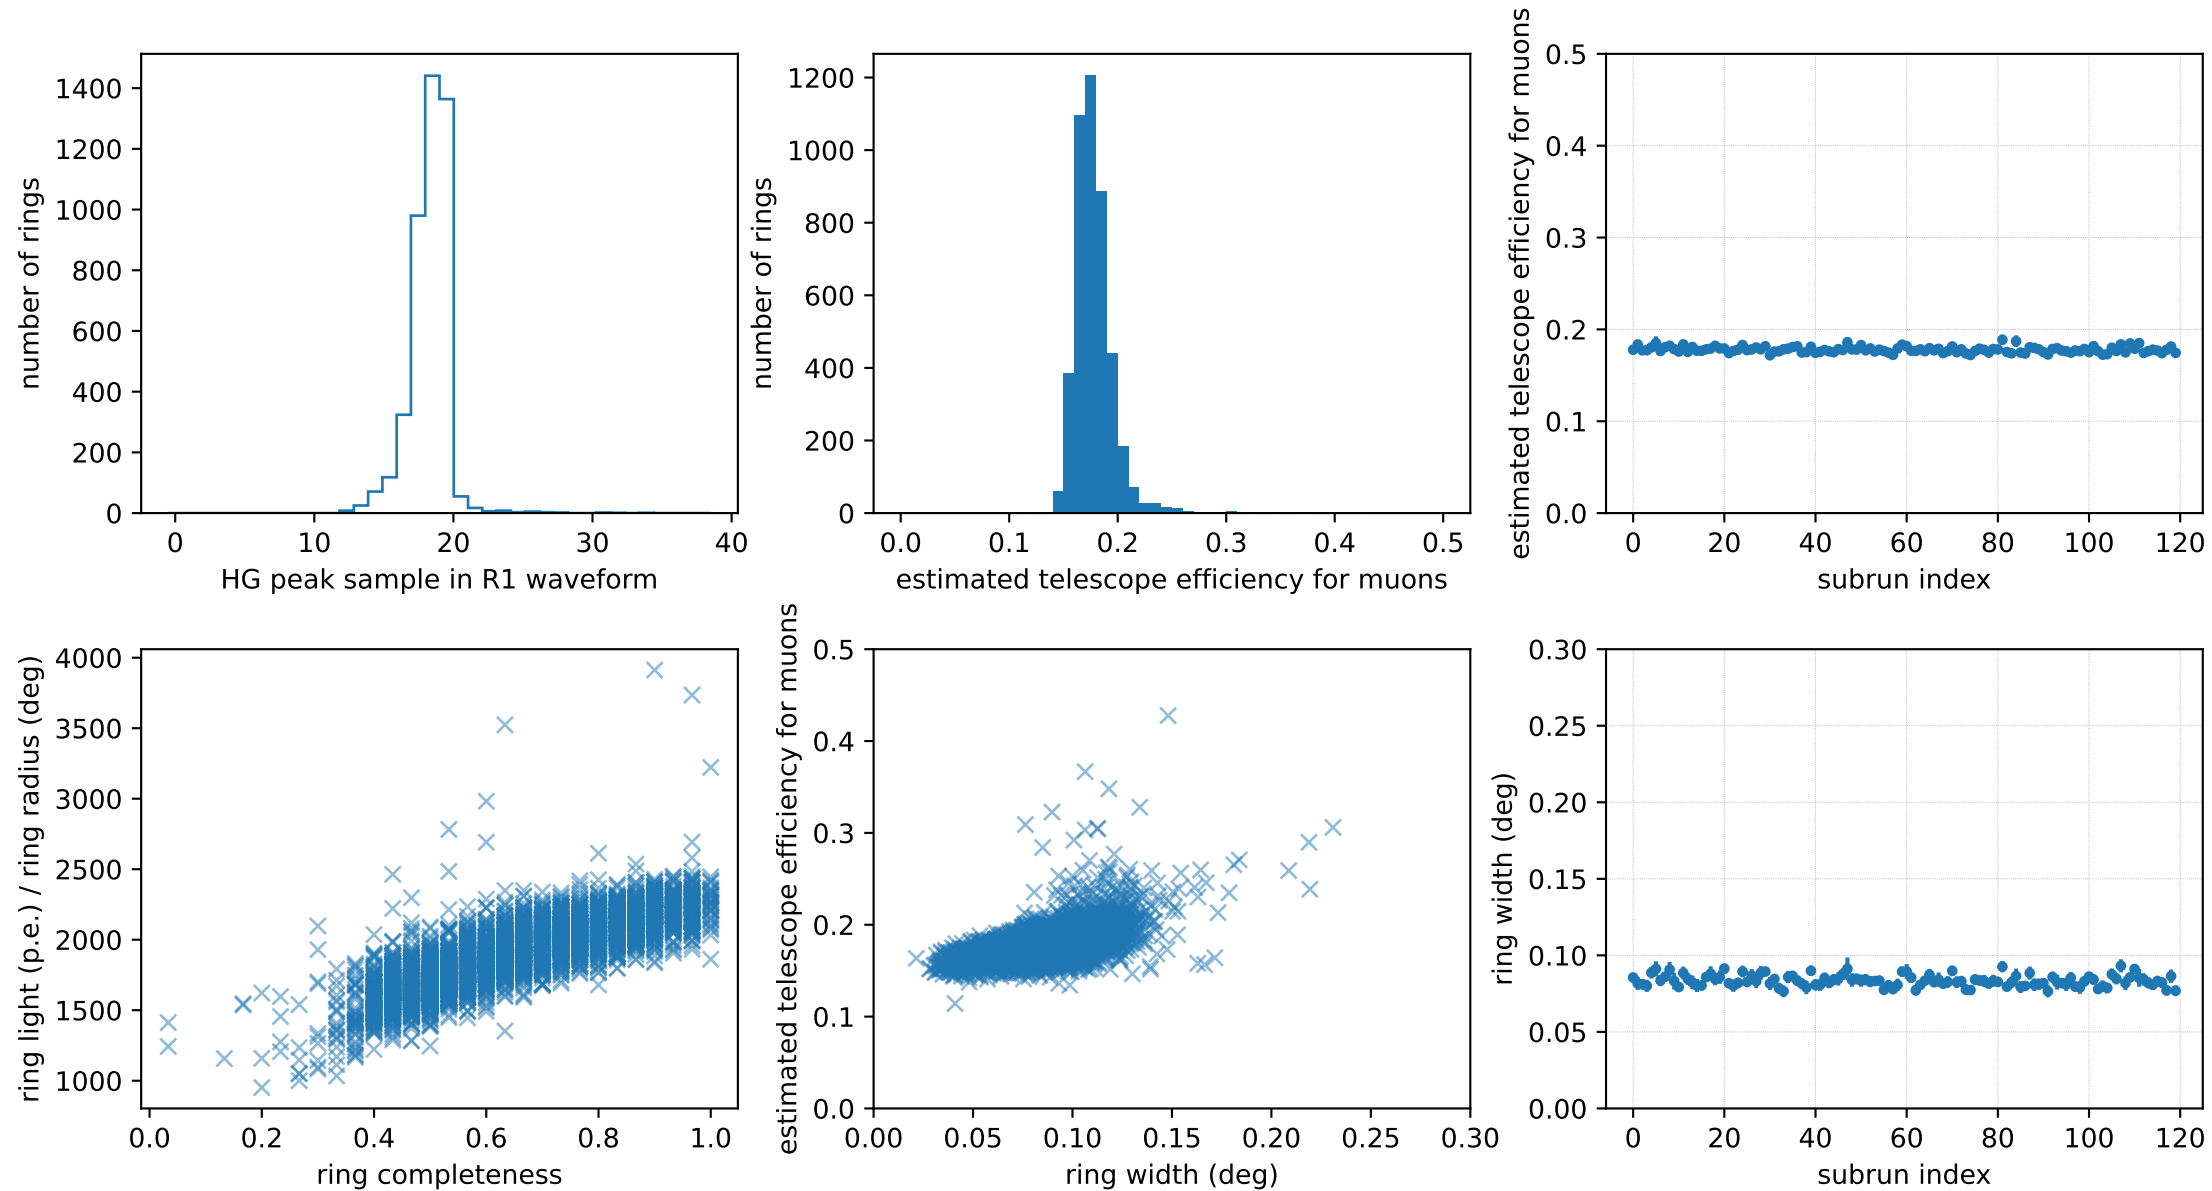 number of rings
1400
1200
1000
800
600
400
200
0
0 10 20 30 40
HG peak sample in R1 waveform
number of rings
1200
1000
800
600
400
200
0
0.0 0.1 0.2 0.3 0.4 0.5
estimated telescope efficiency for muons
estimated telescope efficiency for muons
0.5
0.4
0.3
0.2
0.1
0.0
0 20 40 60 80 100 120
subrun index
ring light (p.e.) / ring radius (deg)
4000
3500
3000
2500
2000
1500
1000
0.0 0.2 0.4 0.6 0.8 1.0
ring completeness
estimated telescope efficiency for muons
0.5
0.4
0.3
0.2
0.1
0.0
0.00 0.05 0.10 0.15 0.20 0.25 0.30
ring width (deg)
ring width (deg)
0.30
0.25
0.20
0.15
0.10
0.05
0.00
0 20 40 60 80 100 120
subrun index